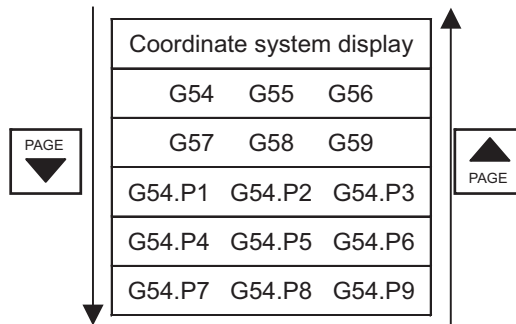 Coordinate system display
G54 G55 G56
PAGE
G57 G58 G59
PAGE
G54.P1 G54.P2 G54.P3
G54.P4 G54.P5 G54.P6
G54.P7 G54.P8 G54.P9